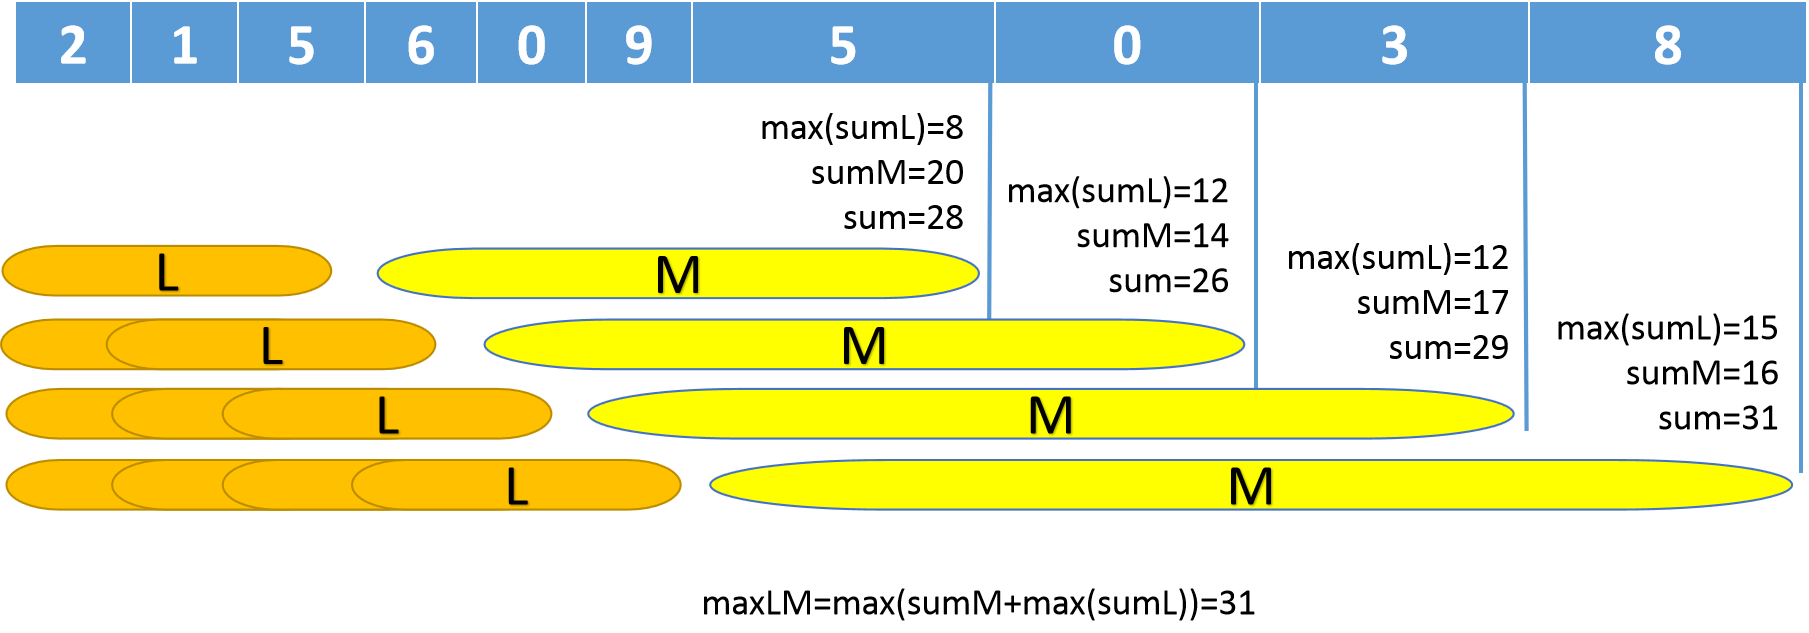 2 1 5 6 0 9 5 0 3 8
max(sumL)=8
sumM=20
sum=28
max(sumL)=12
sumM=14
sum=26
max(sumL)=12
sumM=17
sum=29
max(sumL)=15
sumM=16
sum=31
L M
L M
L M
L M
maxLM=max(sumM+max(sumL))=31